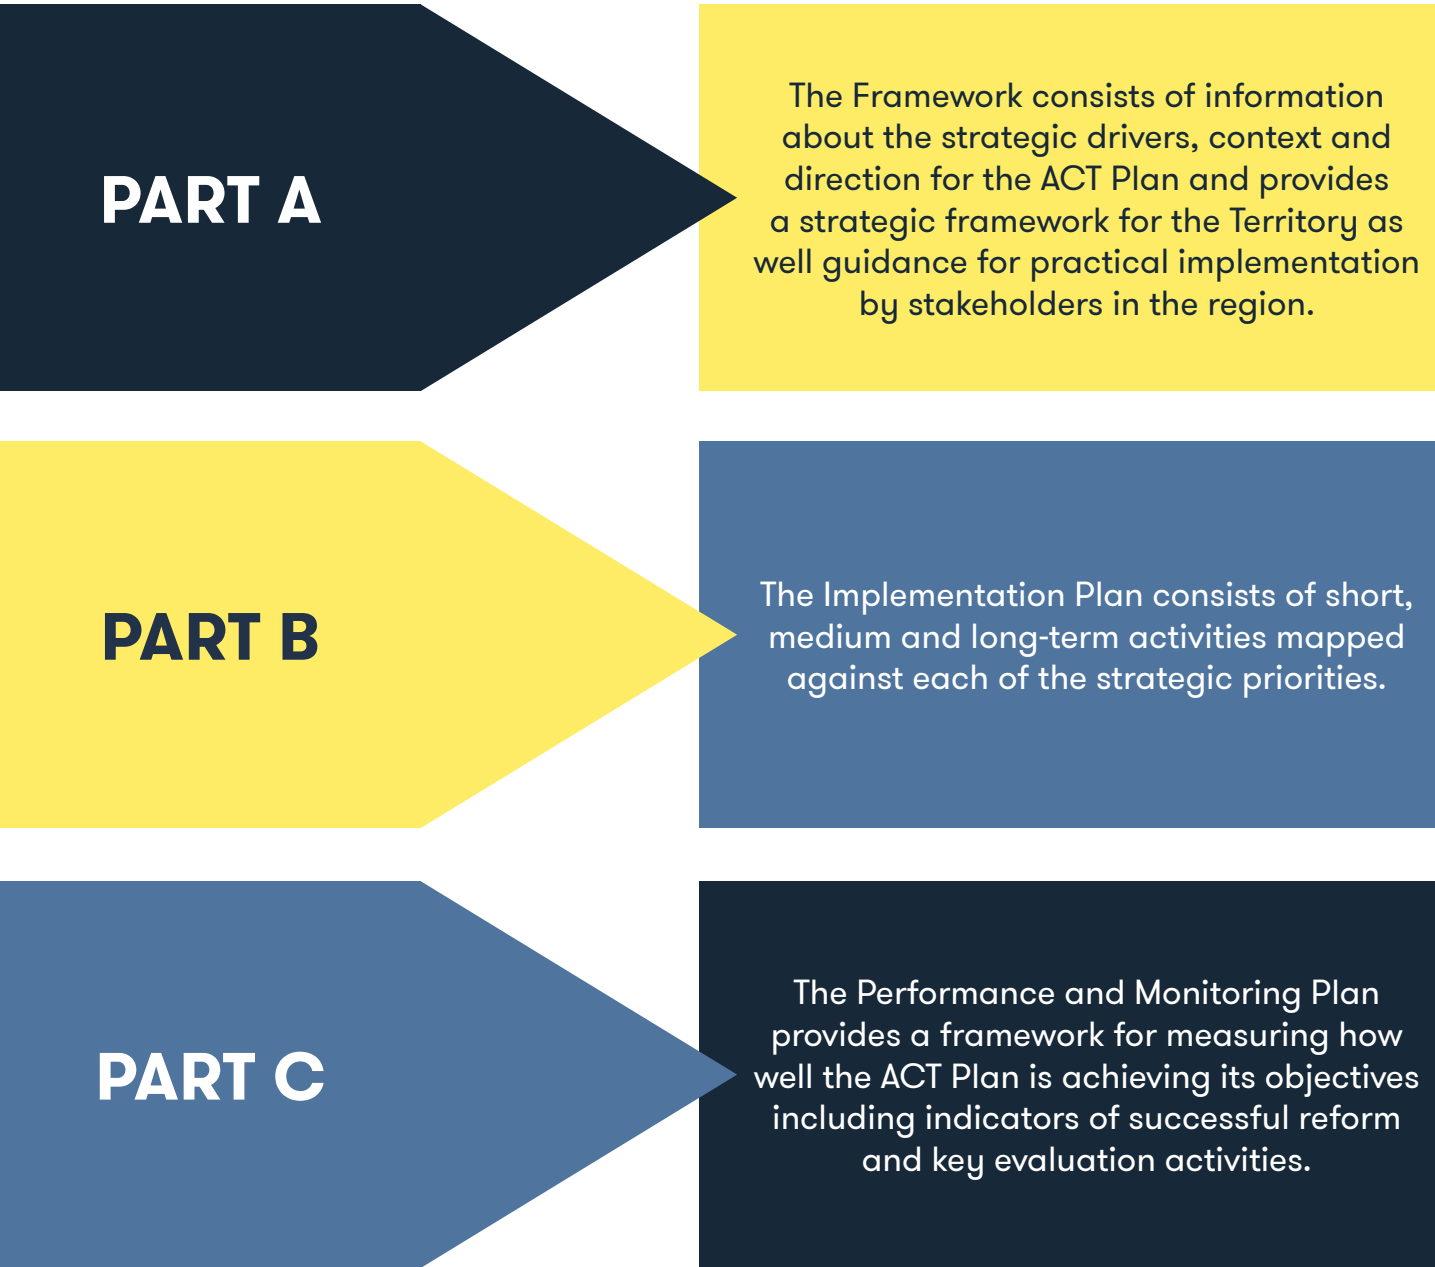 PART A
The Framework consists of information
about the strategic drivers, context and
direction for the ACT Plan and provides
a strategic framework for the Territory as
well guidance for practical implementation
by stakeholders in the region.
PART B
The Implementation Plan consists of short,
medium and long-term activities mapped
against each of the strategic priorities.
PART C
The Performance and Monitoring Plan
provides a framework for measuring how
well the ACT Plan is achieving its objectives
including indicators of successful reform
and key evaluation activities.